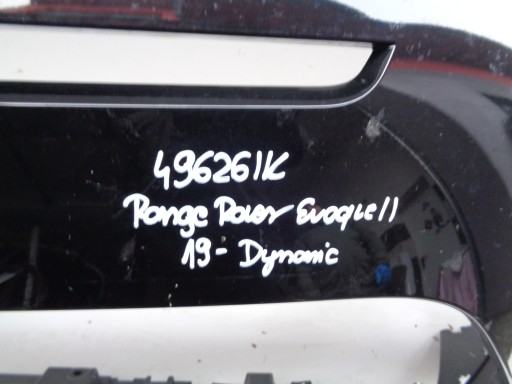 496261K
Range Rover Evoque II
19- Dynamic